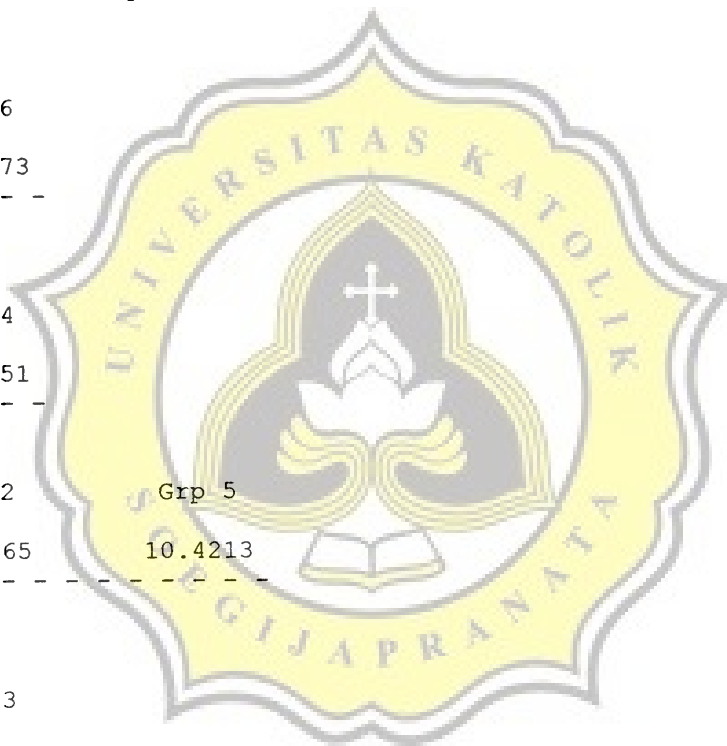 6
73
- -
4
51
- -
2 Grp 5
65 10.4213
- - - - - - - - -
3
UNIVERSITAS KATOLIK
SOEGIJAPRANATA